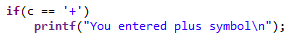 if(c == '+')
    printf("You entered plus symbol\n");